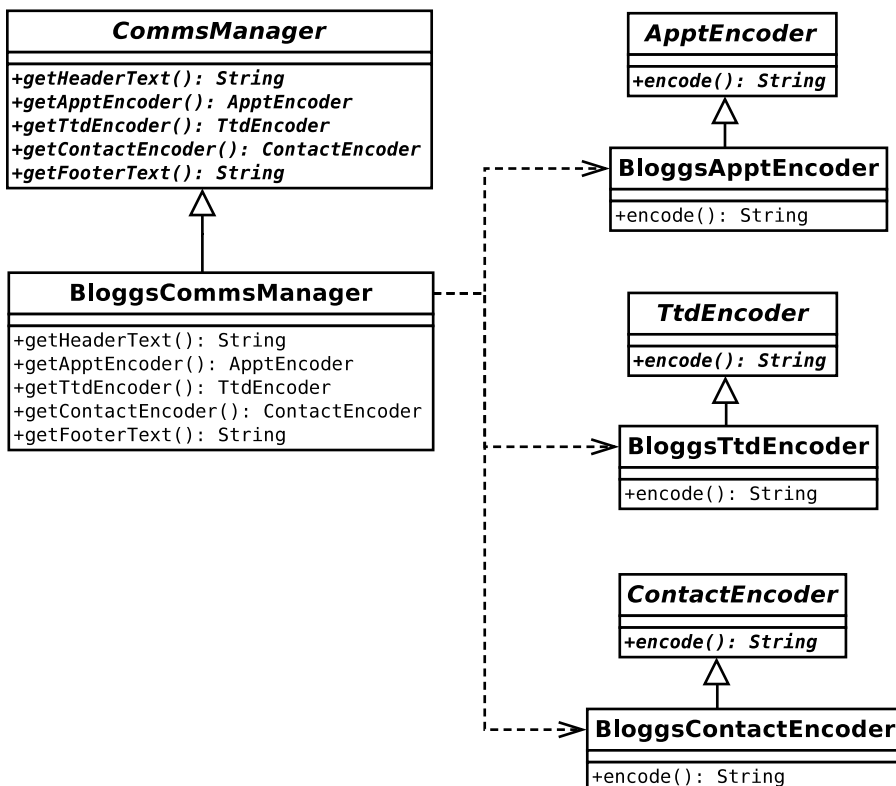 CommsManager
+getHeaderText(): String
+getApptEncoder(): ApptEncoder
+getTtdEncoder(): TtdEncoder
+getContactEncoder(): ContactEncoder
+getFooterText(): String
BloggsCommsManager
+getHeaderText(): String
+getApptEncoder(): ApptEncoder
+getTtdEncoder(): TtdEncoder
+getContactEncoder(): ContactEncoder
+getFooterText(): String
ApptEncoder
+encode(): String
BloggsApptEncoder
+encode(): String
TtdEncoder
+encode(): String
BloggsTtdEncoder
+encode(): String
ContactEncoder
+encode(): String
BloggsContactEncoder
+encode(): String